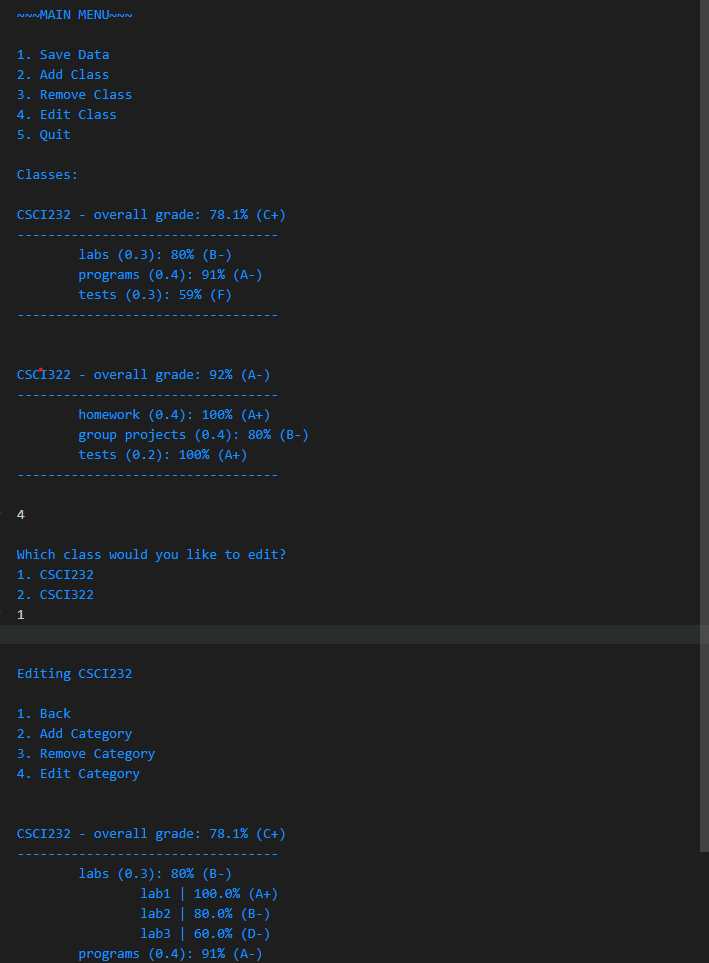 ~~~MAIN MENU~~~
1. Save Data
2. Add Class
3. Remove Class
4. Edit Class
5. Quit
Classes:
CSCI232 - overall grade: 78.1% (C+)
----------------------------------
labs (0.3): 80% (B-)
programs (0.4): 91% (A-)
tests (0.3): 59% (F)
----------------------------------
CSCI322 - overall grade: 92% (A-)
----------------------------------
homework (0.4): 100% (A+)
group projects (0.4): 80% (B-)
tests (0.2): 100% (A+)
----------------------------------
4
Which class would you like to edit?
1. CSCI232
2. CSCI322
1
Editing CSCI232
1. Back
2. Add Category
3. Remove Category
4. Edit Category
CSCI232 - overall grade: 78.1% (C+)
----------------------------------
labs (0.3): 80% (B-)
lab1 | 100.0% (A+)
lab2 | 80.0% (B-)
lab3 | 60.0% (D-)
programs (0.4): 91% (A-)